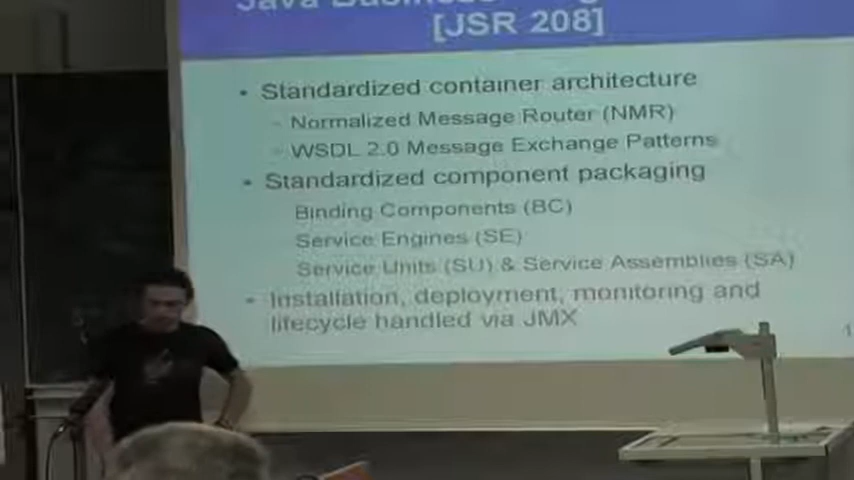 Java Business
[JSR 208]
• Standardized container architecture
- Normalized Message Router (NMR)
- WSDL 2.0 Message Exchange Patterns
• Standardized component packaging
Binding Components (BC)
Service Engines (SE)
Service Units (SU) & Service Assemblies (SA)
• Installation, deployment, monitoring and
lifecycle handled via JMX